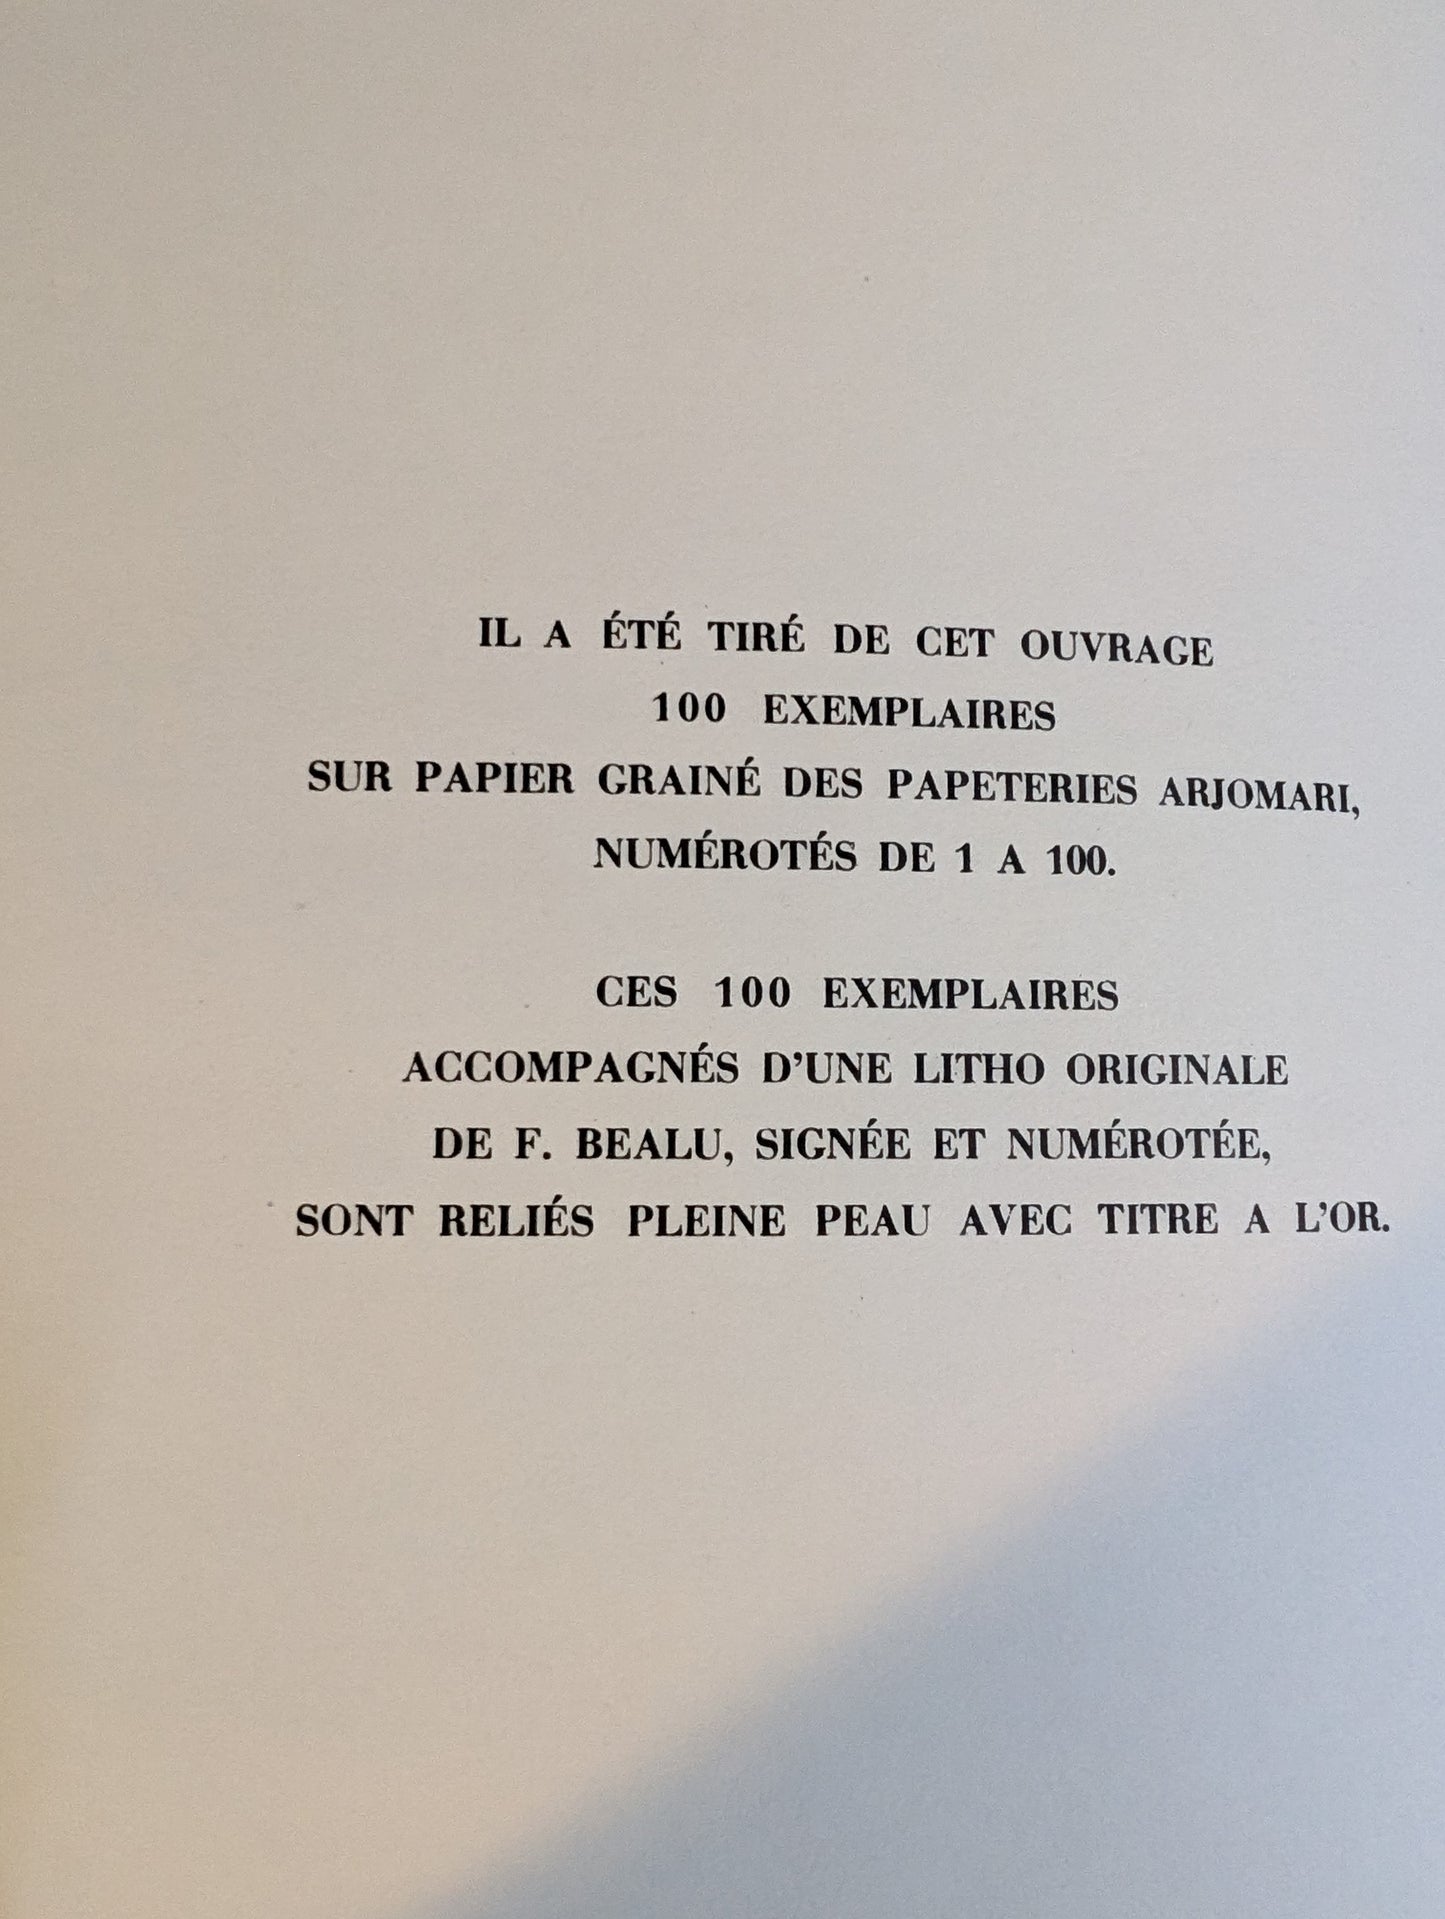 IL A ÉTÉ TIRÉ DE CET OUVRAGE
100 EXEMPLAIRES
SUR PAPIER GRAINÉ DES PAPETERIES ARJOMARI,
NUMÉROTÉS DE 1 A 100.
CES 100 EXEMPLAIRES
ACCOMPAGNÉS D'UNE LITHO ORIGINALE
DE F. BEALU, SIGNÉE ET NUMÉROTÉE,
SONT RELIÉS PLEINE PEAU AVEC TITRE A L'OR.